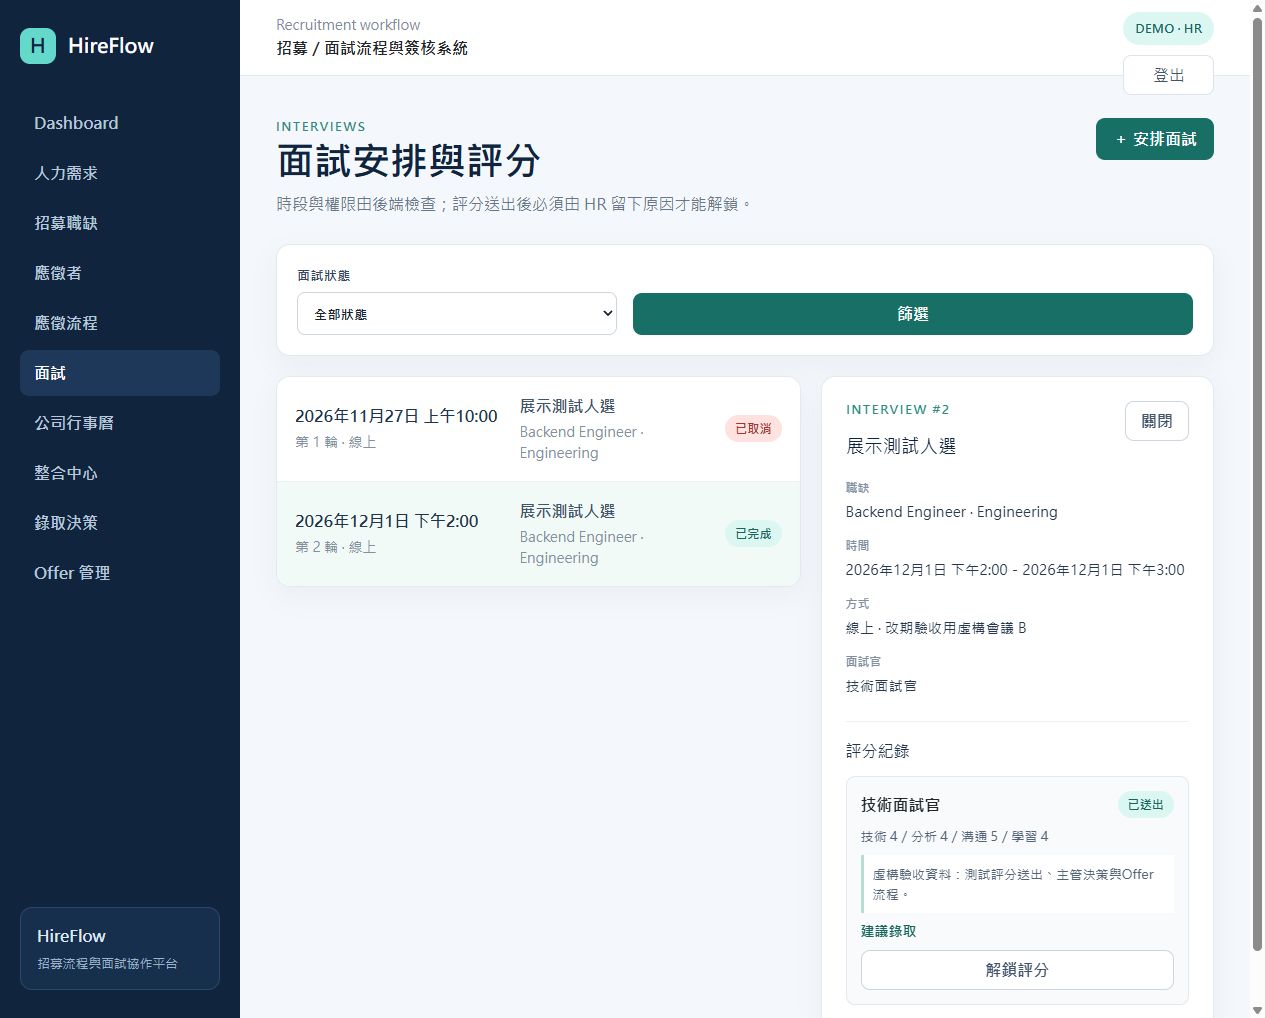 H HireFlow
Dashboard
人力需求
招募職缺
應徵者
應徵流程
面試
公司行事曆
整合中心
錄取決策
Offer 管理
HireFlow
招募流程與面試協作平台
Recruitment workflow
招募 / 面試流程與簽核系統
DEMO · HR
登出
INTERVIEWS
面試安排與評分
時段與權限由後端檢查；評分送出後必須由 HR 留下原因才能解鎖。
＋ 安排面試
面試狀態
全部狀態
篩選
2026年11月27日 上午10:00
第 1 輪 · 線上
展示測試人選
Backend Engineer ·
Engineering
已取消
2026年12月1日 下午2:00
第 2 輪 · 線上
展示測試人選
Backend Engineer ·
Engineering
已完成
INTERVIEW #2
展示測試人選
關閉
職缺
Backend Engineer · Engineering
時間
2026年12月1日 下午2:00 - 2026年12月1日 下午3:00
方式
線上 · 改期驗收用虛構會議 B
面試官
技術面試官
評分紀錄
技術面試官
已送出
技術 4 / 分析 4 / 溝通 5 / 學習 4
虛構驗收資料：測試評分送出、主管決策與Offer
流程。
建議錄取
解鎖評分